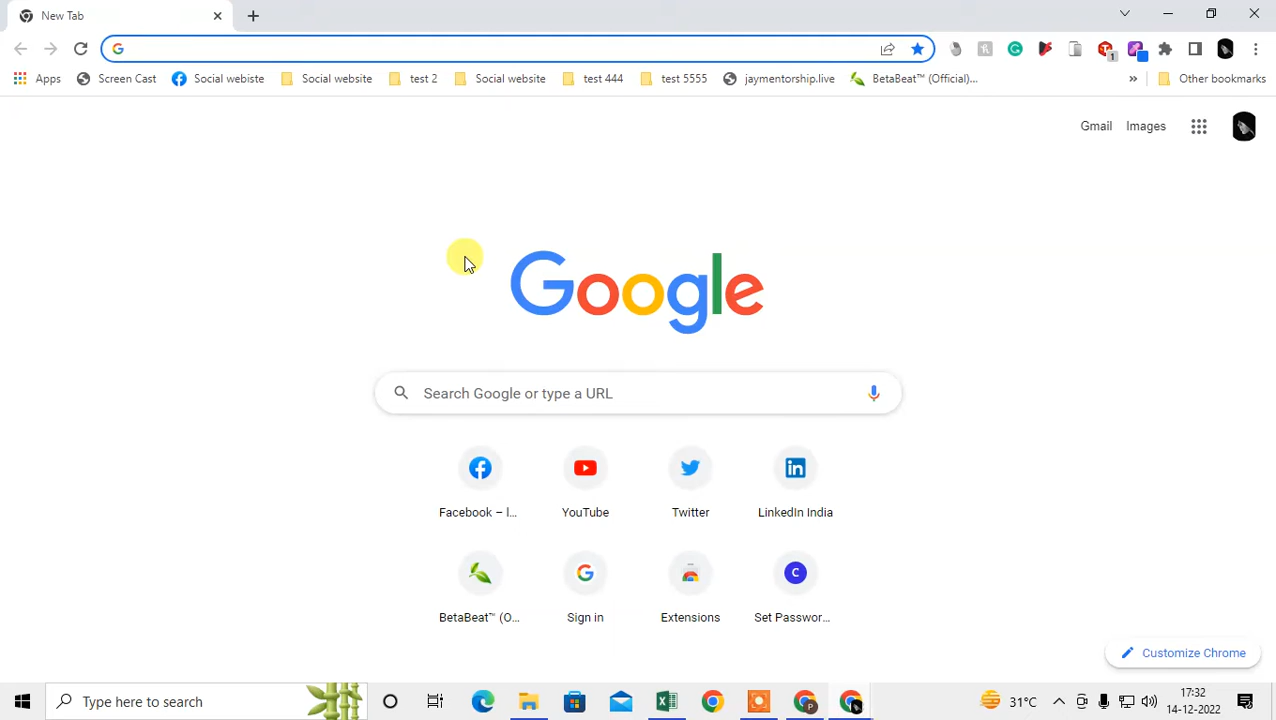 New Tab
Apps Screen Cast Social webiste Social website test 2 Social website test 444 test 5555 jaymentorship.live BetaBeat™ (Official)... » Other bookmarks
1
Gmail Images
Google
Search Google or type a URL
Facebook – l... YouTube Twitter LinkedIn India
C
BetaBeat™ (O... Sign in Extensions Set Passwor...
Customize Chrome
Type here to search
31°C
17:32
14-12-2022